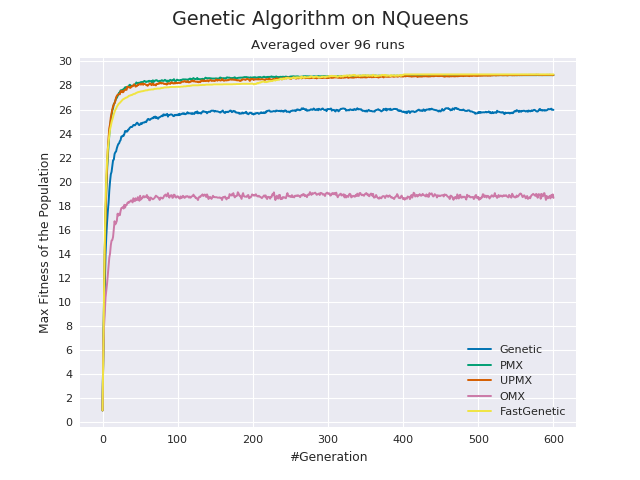 Genetic Algorithm on NQueens
Averaged over 96 runs
Max Fitness of the Population
30
28
26
24
22
20
18
16
14
12
10
8
6
4
2
0
Genetic
PMX
UPMX
OMX
FastGenetic
0 100 200 300 400 500 600
#Generation